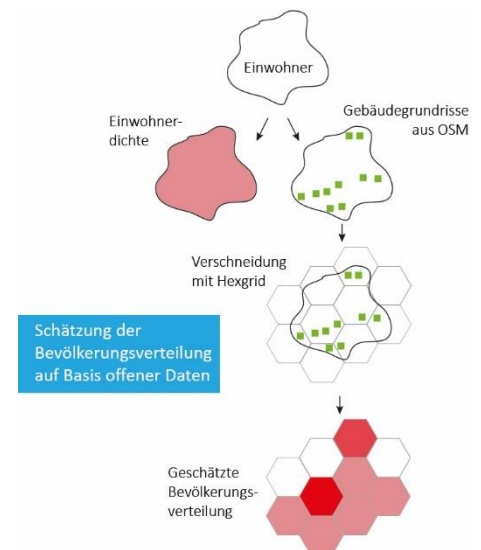 Einwohner
Einwohner-
dichte
Gebäudegrundrisse
aus OSM
Verschneidung
mit Hexgrid
Schätzung der
Bevölkerungsverteilung
auf Basis offener Daten
Geschätzte
Bevölkerungs-
verteilung